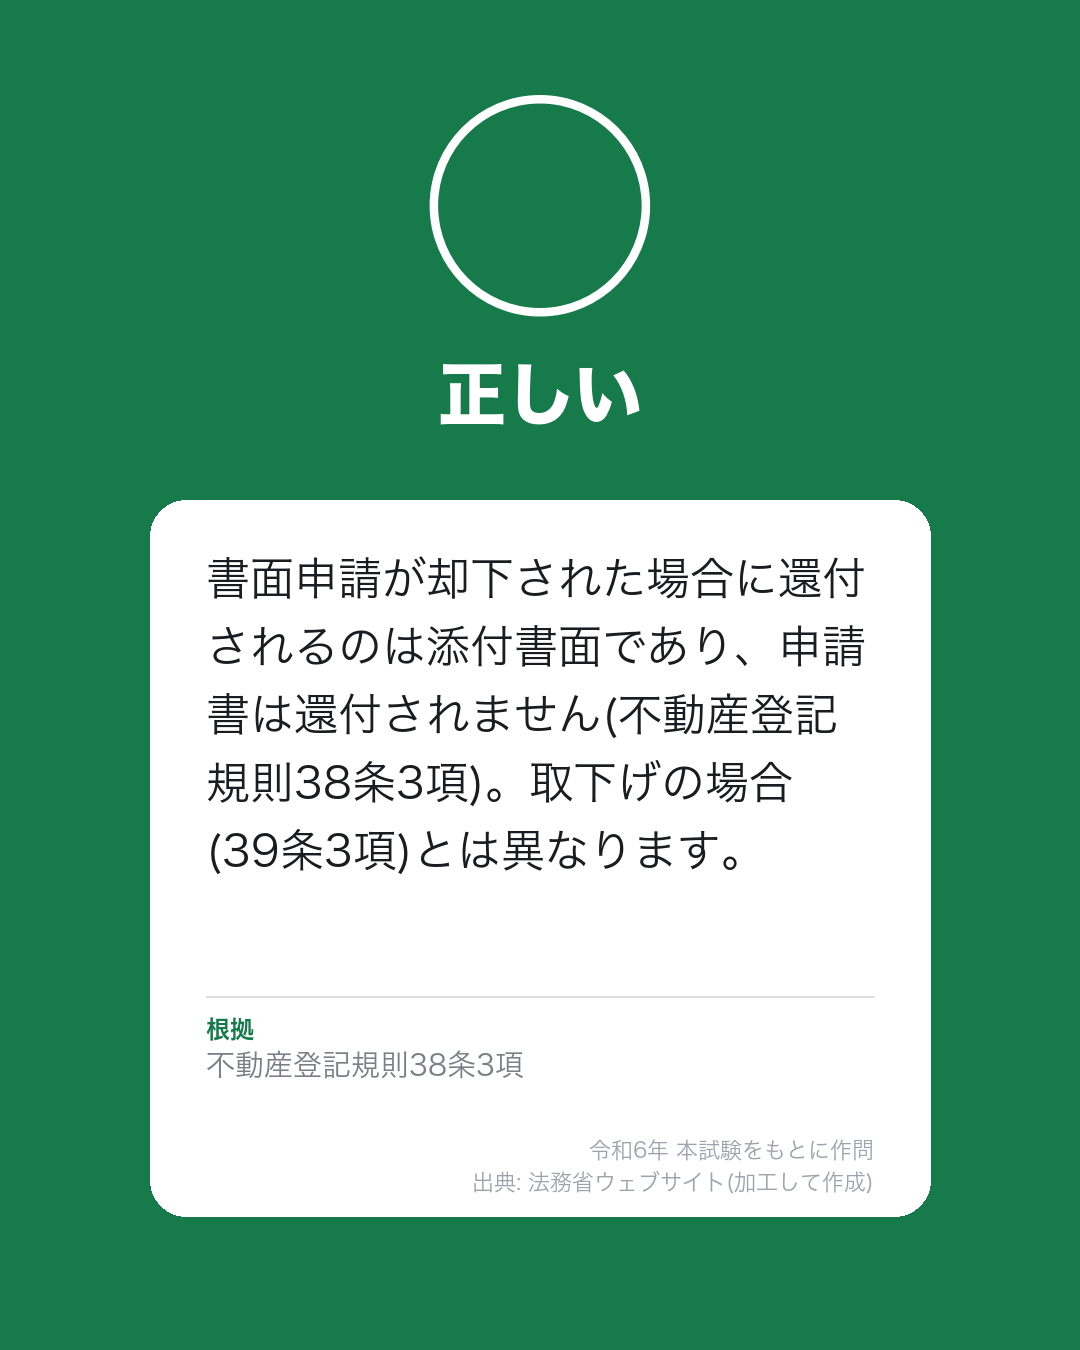 正しい
書面申請が却下された場合に還付
されるのは添付書面であり、申請
書は還付されません(不動産登記
規則38条3項)。取下げの場合
(39条3項)とは異なります。
根拠
不動産登記規則38条3項
令和6年 本試験をもとに作問
出典: 法務省ウェブサイト(加工して作成)